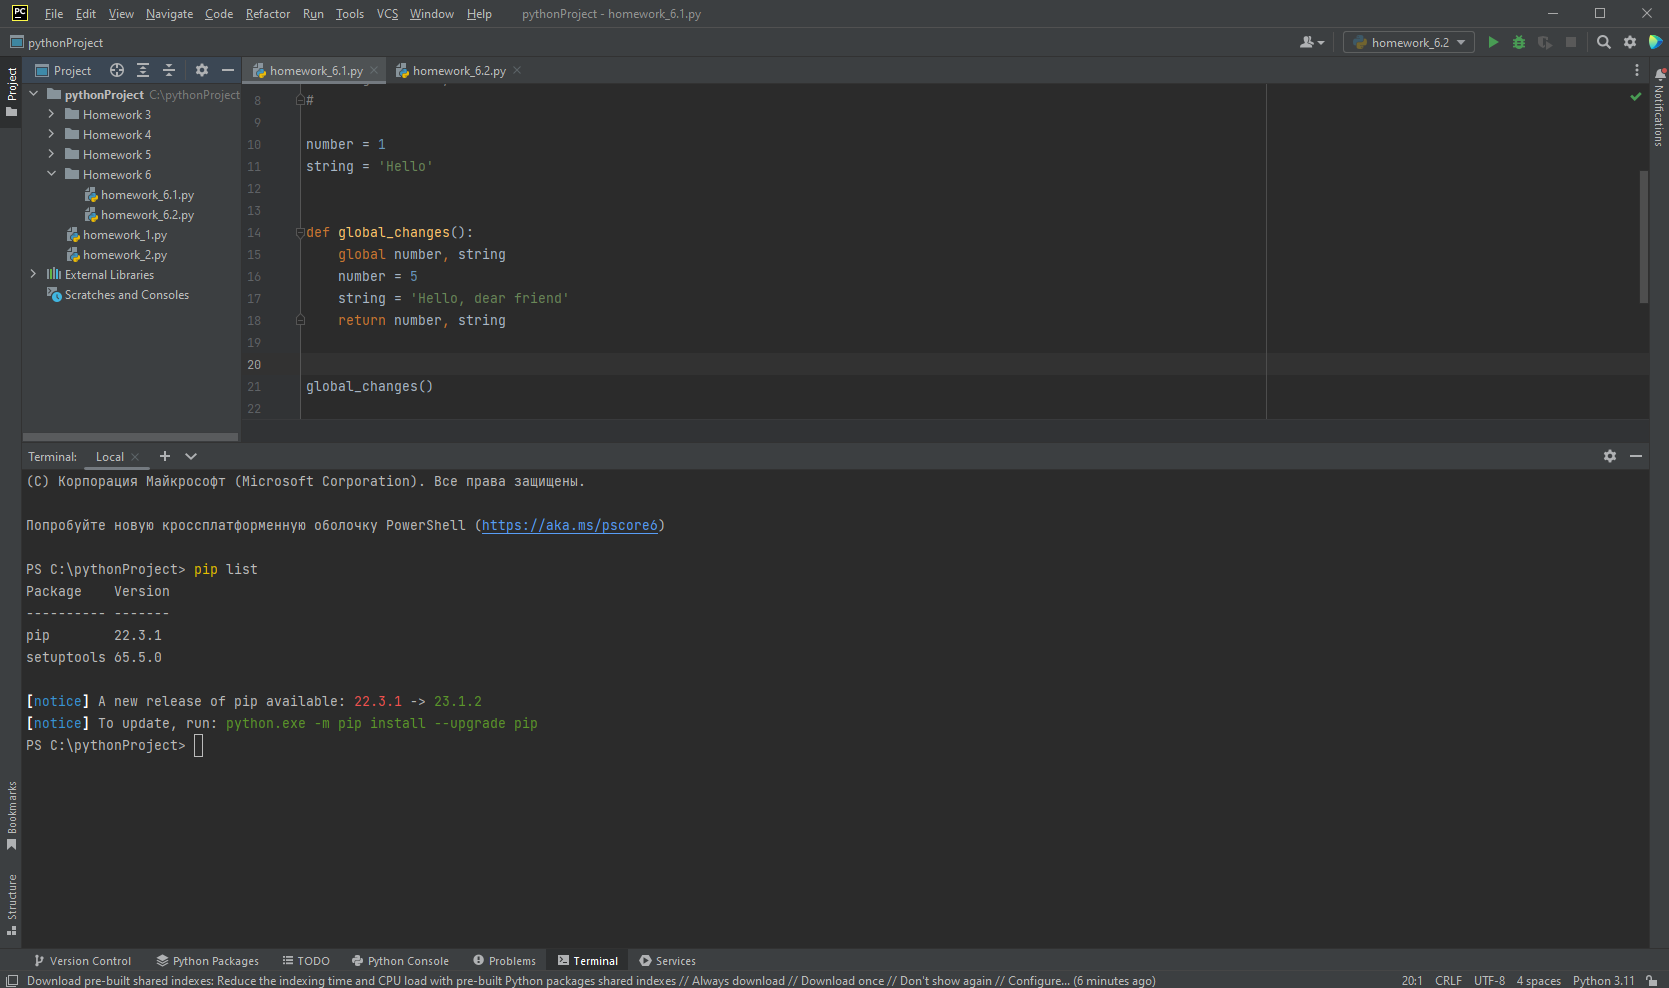 PC File Edit View Navigate Code Refactor Run Tools VCS Window Help pythonProject - homework_6.1.py
pythonProject
homework_6.2
Project
homework_6.1.py
homework_6.2.py
Project
pythonProject C:\pythonProject
Homework 3
Homework 4
Homework 5
Homework 6
homework_6.1.py
homework_6.2.py
homework_1.py
homework_2.py
External Libraries
Scratches and Consoles
Notifications
8 #
9
10 number = 1
11 string = 'Hello'
12
13
14 def global_changes():
15 global number, string
16 number = 5
17 string = 'Hello, dear friend'
18 return number, string
19
20
21 global_changes()
22
Terminal: Local
(C) Корпорация Майкрософт (Microsoft Corporation). Все права защищены.
Попробуйте новую кроссплатформенную оболочку PowerShell (https://aka.ms/pscore6)
PS C:\pythonProject> pip list
Package Version
---------- -------
pip 22.3.1
setuptools 65.5.0
[notice] A new release of pip available: 22.3.1 -> 23.1.2
[notice] To update, run: python.exe -m pip install --upgrade pip
PS C:\pythonProject>
Bookmarks
Structure
Version Control Python Packages TODO Python Console Problems Terminal Services
Download pre-built shared indexes: Reduce the indexing time and CPU load with pre-built Python packages shared indexes // Always download // Download once // Don't show again // Configure... (6 minutes ago) 20:1 CRLF UTF-8 4 spaces Python 3.11